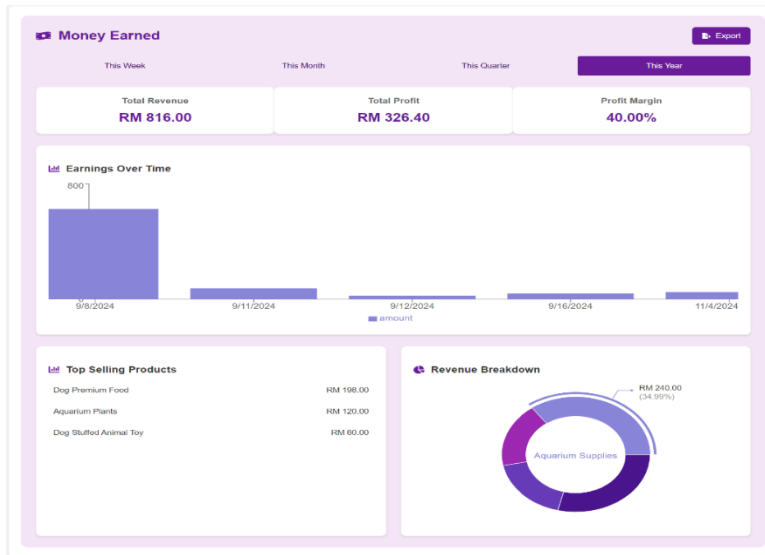 Money Earned
Export
This Week This Month This Quarter This Year
Total Revenue Total Profit Profit Margin
RM 816.00 RM 326.40 40.00%
Earnings Over Time
800
0
9/8/2024 9/11/2024 9/12/2024 9/16/2024 11/4/2024
amount
Top Selling Products
Dog Premium Food RM 198.00
Aquarium Plants RM 120.00
Dog Stuffed Animal Toy RM 60.00
Revenue Breakdown
RM 240.00
(34.99%)
Aquarium Supplies